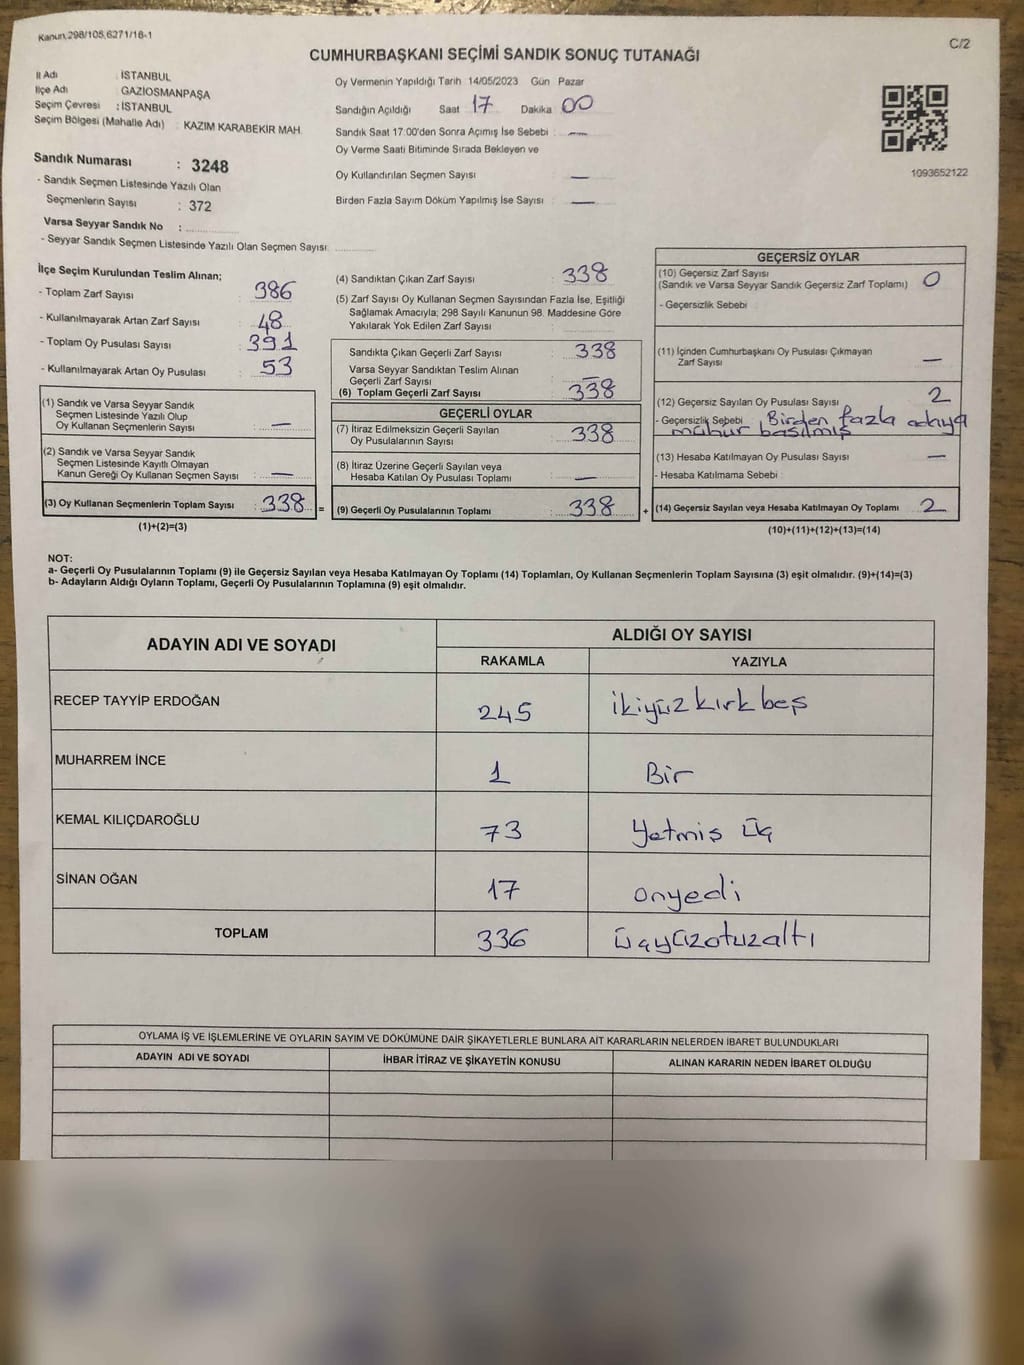 Kanun,298/105,6271/16-1
C/2
CUMHURBAŞKANI SEÇİMİ SANDIK SONUÇ TUTANAĞI
İl Adı : İSTANBUL
İlçe Adı : GAZİOSMANPAŞA
Seçim Çevresi : İSTANBUL
Seçim Bölgesi (Mahalle Adı) : KAZIM KARABEKİR MAH.
Sandık Numarası : 3248
- Sandık Seçmen Listesinde Yazılı Olan
Seçmenlerin Sayısı : 372
Varsa Seyyar Sandık No :
- Seyyar Sandık Seçmen Listesinde Yazılı Olan Seçmen Sayısı:
Oy Vermenin Yapıldığı Tarih 14/05/2023 Gün Pazar
Sandığın Açıldığı Saat 17 Dakika 00
Sandık Saat 17:00'den Sonra Açımış İse Sebebi : —
Oy Verme Saati Bitiminde Sırada Bekleyen ve
Oy Kullandırılan Seçmen Sayısı —
Birden Fazla Sayım Döküm Yapılmış İse Sayısı : —
1093652122
İlçe Seçim Kurulundan Teslim Alınan;
- Toplam Zarf Sayısı : 386
- Kullanılmayarak Artan Zarf Sayısı : 48
- Toplam Oy Pusulası Sayısı : 391
- Kullanılmayarak Artan Oy Pusulası : 53
(1) Sandık ve Varsa Seyyar Sandık
Seçmen Listesinde Yazılı Olup
Oy Kullanan Seçmenlerin Sayısı : —
(2) Sandık ve Varsa Seyyar Sandık
Seçmen Listesinde Kayıtlı Olmayan
Kanun Gereği Oy Kullanan Seçmen Sayısı : —
(3) Oy Kullanan Seçmenlerin Toplam Sayısı : 338 =
(1)+(2)=(3)
(4) Sandıktan Çıkan Zarf Sayısı : 338
(5) Zarf Sayısı Oy Kullanan Seçmen Sayısından Fazla İse, Eşitliği
Sağlamak Amacıyla; 298 Sayılı Kanunun 98. Maddesine Göre
Yakılarak Yok Edilen Zarf Sayısı :
Sandıkta Çıkan Geçerli Zarf Sayısı : 338
Varsa Seyyar Sandıktan Teslim Alınan
Geçerli Zarf Sayısı : —
(6) Toplam Geçerli Zarf Sayısı : 338
GEÇERLİ OYLAR
(7) İtiraz Edilmeksizin Geçerli Sayılan
Oy Pusulalarının Sayısı : 338
(8) İtiraz Üzerine Geçerli Sayılan veya
Hesaba Katılan Oy Pusulası Toplamı : —
(9) Geçerli Oy Pusulalarının Toplamı : 338 +
GEÇERSİZ OYLAR
(10) Geçersiz Zarf Sayısı
(Sandık ve Varsa Seyyar Sandık Geçersiz Zarf Toplamı) : 0
- Geçersizlik Sebebi :
(11) İçinden Cumhurbaşkanı Oy Pusulası Çıkmayan
Zarf Sayısı : —
(12) Geçersiz Sayılan Oy Pusulası Sayısı : 2
- Geçersizlik Sebebi : Birden fazla adaya
mühür basılmış
(13) Hesaba Katılmayan Oy Pusulası Sayısı : —
- Hesaba Katılmama Sebebi :
(14) Geçersiz Sayılan veya Hesaba Katılmayan Oy Toplamı : 2
(10)+(11)+(12)+(13)=(14)
NOT:
a- Geçerli Oy Pusulalarının Toplamı (9) ile Geçersiz Sayılan veya Hesaba Katılmayan Oy Toplamı (14) Toplamları, Oy Kullanan Seçmenlerin Toplam Sayısına (3) eşit olmalıdır. (9)+(14)=(3)
b- Adayların Aldığı Oyların Toplamı, Geçerli Oy Pusulalarının Toplamına (9) eşit olmalıdır.
ADAYIN ADI VE SOYADI ALDIĞI OY SAYISI
RAKAMLA YAZIYLA
RECEP TAYYİP ERDOĞAN 245 ikiyüz kırk beş
MUHARREM İNCE 1 Bir
KEMAL KILIÇDAROĞLU 73 Yetmiş üç
SİNAN OĞAN 17 onyedi
TOPLAM 336 üçyüzotuzaltı
OYLAMA İŞ VE İŞLEMLERİNE VE OYLARIN SAYIM VE DÖKÜMÜNE DAİR ŞİKAYETLERLE BUNLARA AİT KARARLARIN NELERDEN İBARET BULUNDUKLARI
ADAYIN ADI VE SOYADI İHBAR İTİRAZ VE ŞİKAYETİN KONUSU ALINAN KARARIN NEDEN İBARET OLDUĞU